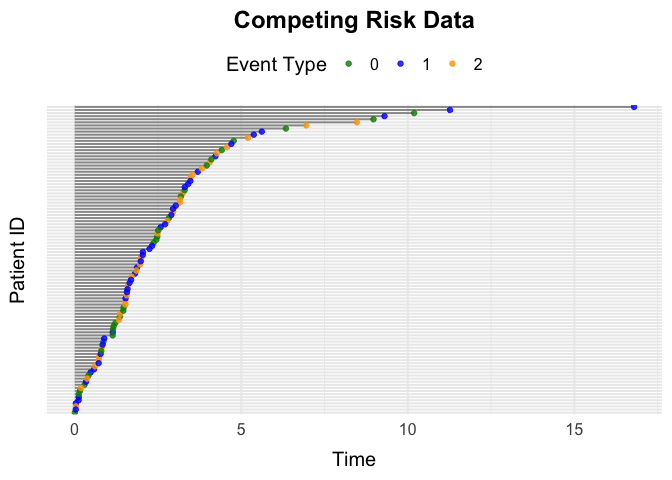 Competing Risk Data
Event Type 0 1 2
Patient ID
0 5 10 15
Time